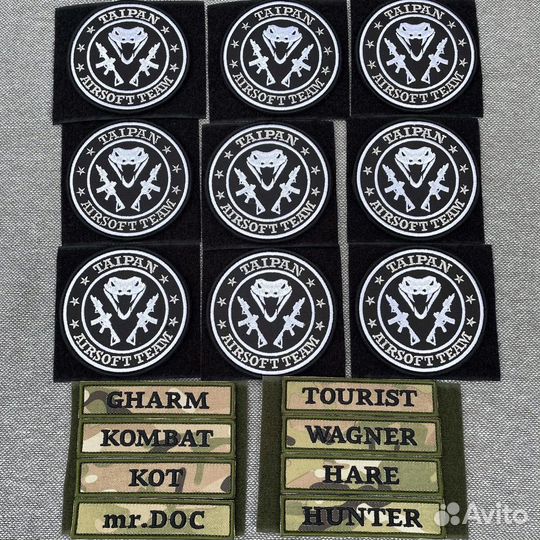 TAIPAN
AIRSOFT TEAM
TAIPAN
AIRSOFT TEAM
TAIPAN
AIRSOFT TEAM
TAIPAN
AIRSOFT TEAM
TAIPAN
AIRSOFT TEAM
TAIPAN
AIRSOFT TEAM
TAIPAN
AIRSOFT TEAM
TAIPAN
AIRSOFT TEAM
TAIPAN
AIRSOFT TEAM
GHARM
KOMBAT
KOT
mr.DOC
TOURIST
WAGNER
HARE
HUNTER
Avito